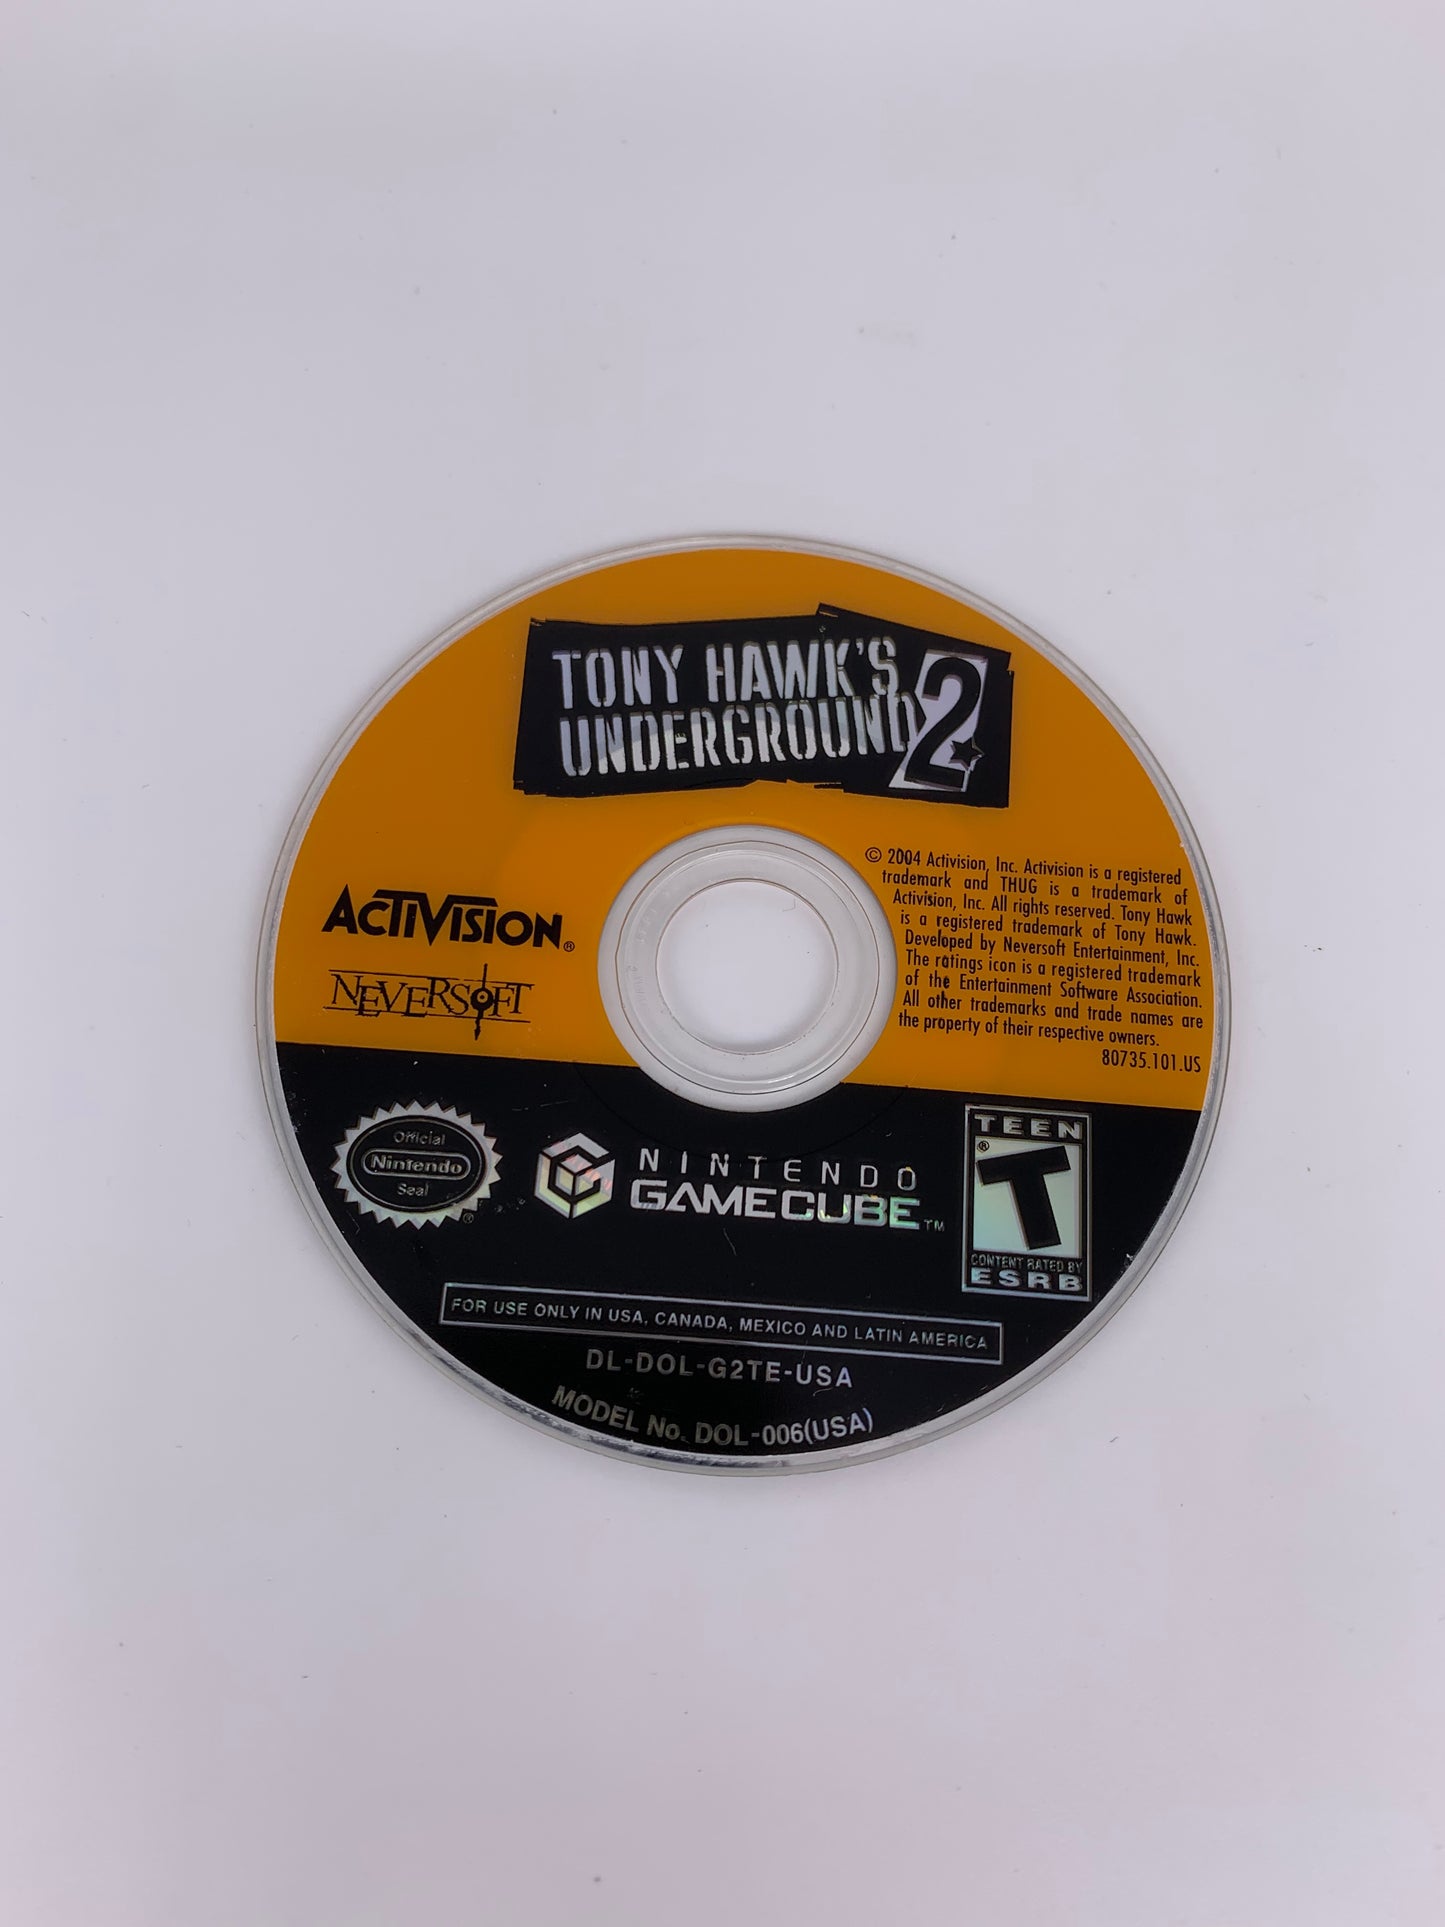 TONY HAWK'S
UNDERGROUND 2
ACTIVISION®
NEVERSOFT
© 2004 Activision, Inc. Activision is a registered
trademark and THUG is a trademark of
Activision, Inc. All rights reserved. Tony Hawk
is a registered trademark of Tony Hawk.
Developed by Neversoft Entertainment, Inc.
The ratings icon is a registered trademark
of the Entertainment Software Association.
All other trademarks and trade names are
the property of their respective owners.
80735.101.US
Official
Nintendo
Seal
®
NINTENDO
GAMECUBE™
TEEN
®
T
CONTENT RATED BY
ESRB
FOR USE ONLY IN USA, CANADA, MEXICO AND LATIN AMERICA
DL-DOL-G2TE-USA
MODEL No. DOL-006(USA)